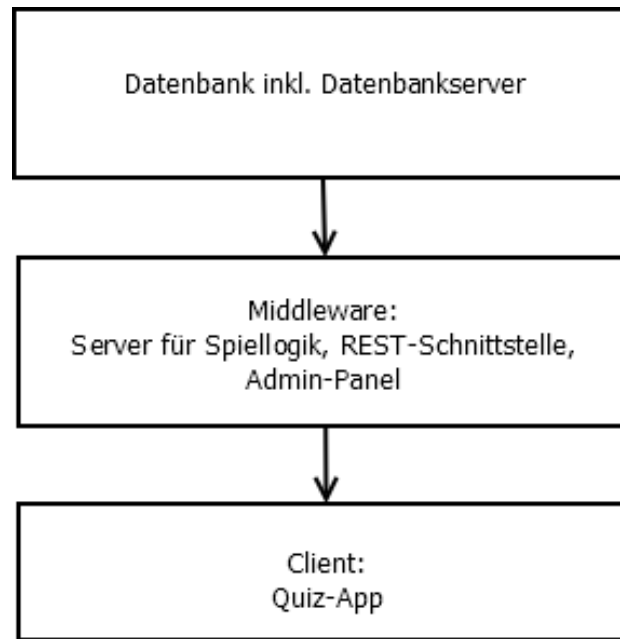 Datenbank inkl. Datenbankserver
Middleware:
Server für Spiellogik, REST-Schnittstelle,
Admin-Panel
Client:
Quiz-App